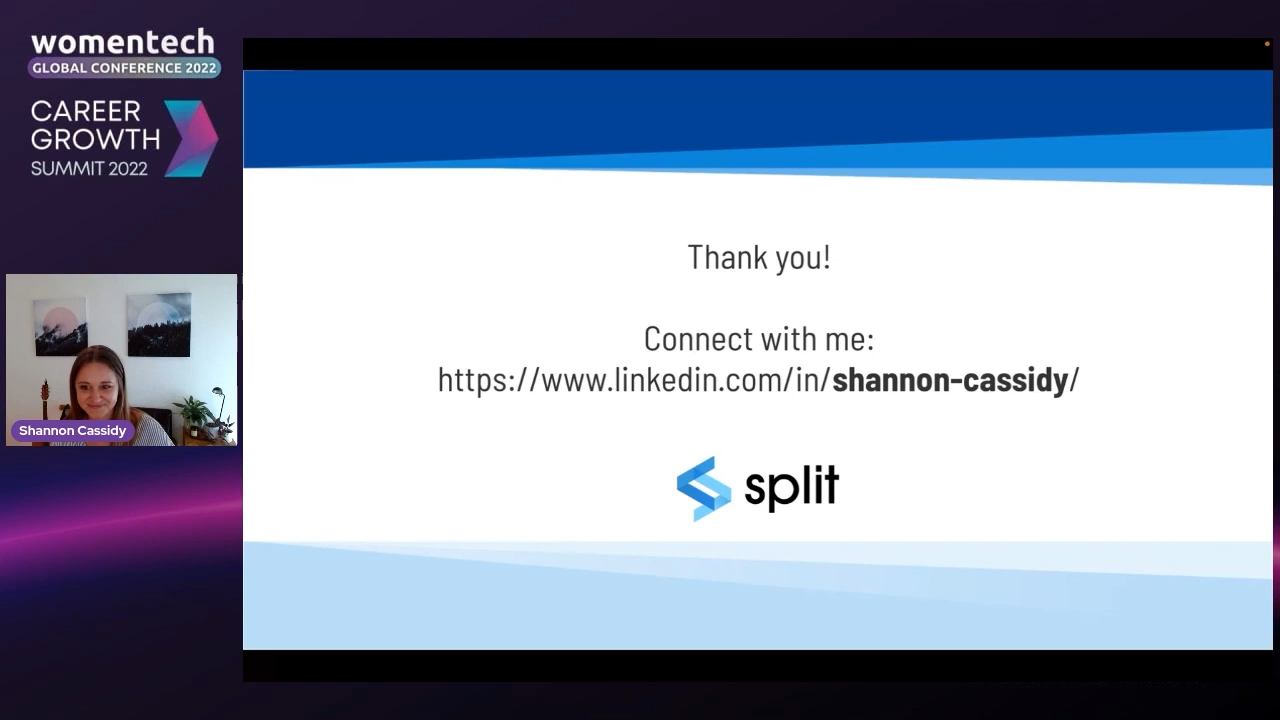 womentech
GLOBAL CONFERENCE 2022
CAREER
GROWTH
SUMMIT 2022
Shannon Cassidy
Thank you!
Connect with me:
https://www.linkedin.com/in/shannon-cassidy/
split